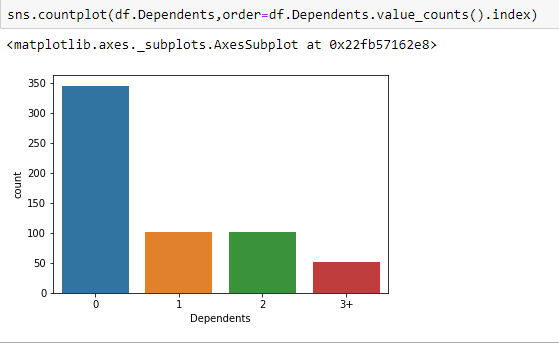 sns.countplot(df.Dependents,order=df.Dependents.value_counts().index)
<matplotlib.axes._subplots.AxesSubplot at 0x22fb57162e8>
350
300
250
200
150
100
50
0
count
0 1 2 3+
Dependents